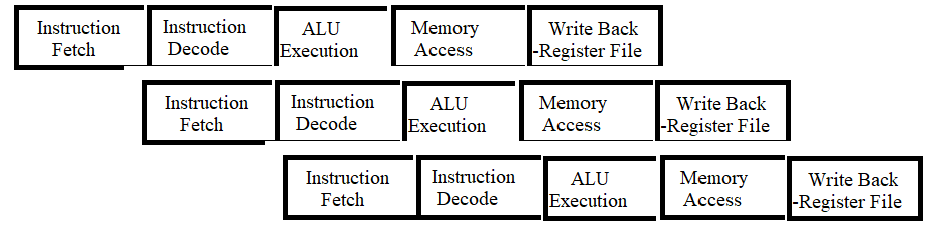 Instruction Fetch
Instruction Decode
ALU Execution
Memory Access
Write Back -Register File
Instruction Fetch
Instruction Decode
ALU Execution
Memory Access
Write Back -Register File
Instruction Fetch
Instruction Decode
ALU Execution
Memory Access
Write Back -Register File